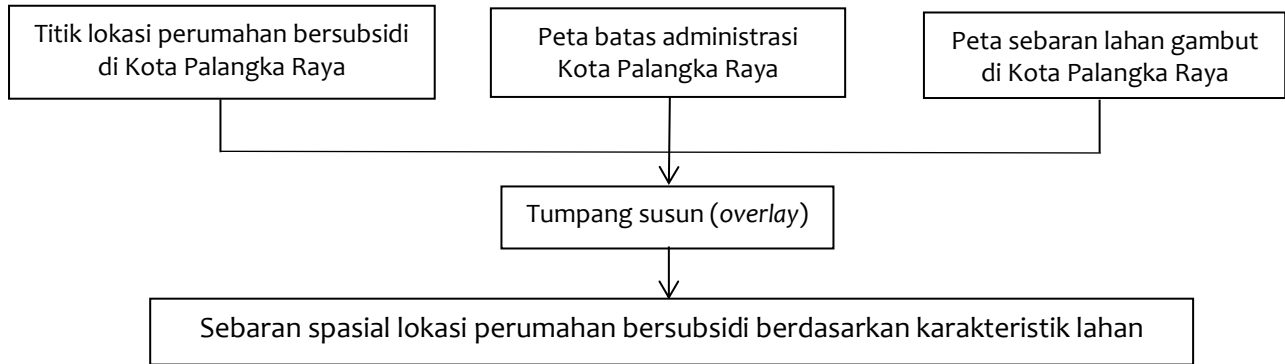 Titik lokasi perumahan bersubsidi
di Kota Palangka Raya
Peta batas administrasi
Kota Palangka Raya
Peta sebaran lahan gambut
di Kota Palangka Raya
Tumpang susun (overlay)
Sebaran spasial lokasi perumahan bersubsidi berdasarkan karakteristik lahan